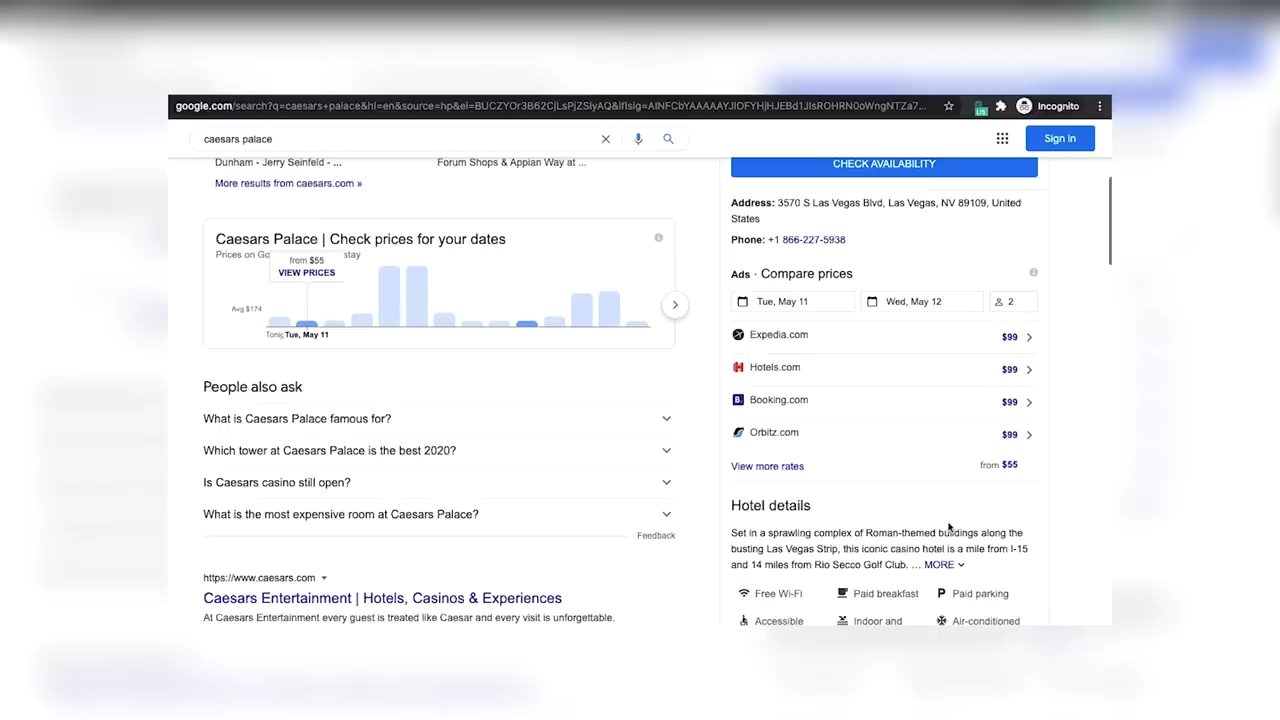 google.com/search?q=caesars+palace&hl=en&source=hp&ei=BUCZYOr3B62CjLsPjZSIyAQ&iflsig=AINFCbYAAAAAYJlOFYHjHJEBd1JIsROHRN0oWngNTZa7...
Incognito
US
caesars palace
Sign in
Dunham - Jerry Seinfeld - ...
Forum Shops & Appian Way at ...
More results from caesars.com »
Caesars Palace | Check prices for your dates
Prices on Go
stay
from $55
VIEW PRICES
Avg $174
Tonig
Tue, May 11
People also ask
What is Caesars Palace famous for?
Which tower at Caesars Palace is the best 2020?
Is Caesars casino still open?
What is the most expensive room at Caesars Palace?
Feedback
https://www.caesars.com
Caesars Entertainment | Hotels, Casinos & Experiences
At Caesars Entertainment every guest is treated like Caesar and every visit is unforgettable.
CHECK AVAILABILITY
Address: 3570 S Las Vegas Blvd, Las Vegas, NV 89109, United
States
Phone: +1 866-227-5938
Ads · Compare prices
Tue, May 11
Wed, May 12
2
Expedia.com $99
Hotels.com $99
Booking.com $99
Orbitz.com $99
View more rates from $55
Hotel details
Set in a sprawling complex of Roman-themed buildings along the
busting Las Vegas Strip, this iconic casino hotel is a mile from I-15
and 14 miles from Rio Secco Golf Club. ... MORE
Free Wi-Fi
Paid breakfast
Paid parking
Accessible
Indoor and
Air-conditioned